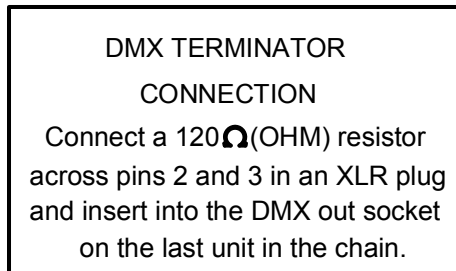 DMX TERMINATOR
CONNECTION
Connect a 120Ω(OHM) resistor
across pins 2 and 3 in an XLR plug
and insert into the DMX out socket
on the last unit in the chain.